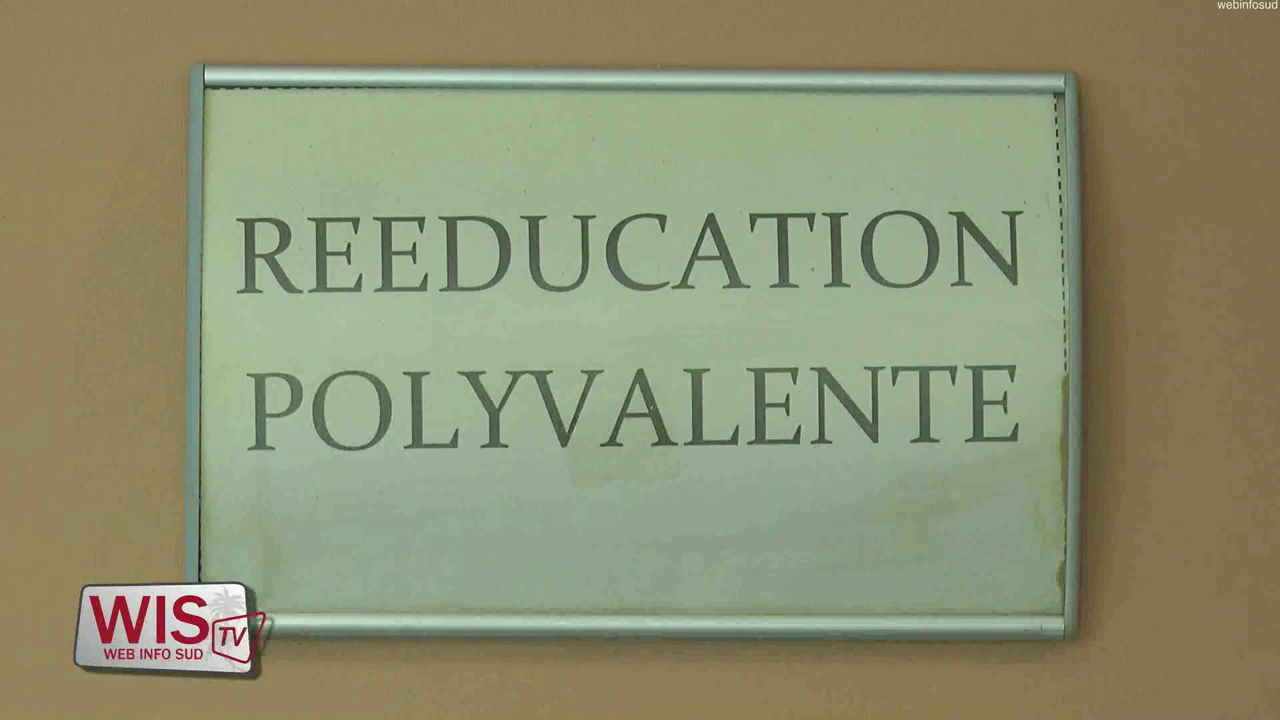 webinfosud
REEDUCATION
POLYVALENTE
WIS
TV
WEB INFO SUD